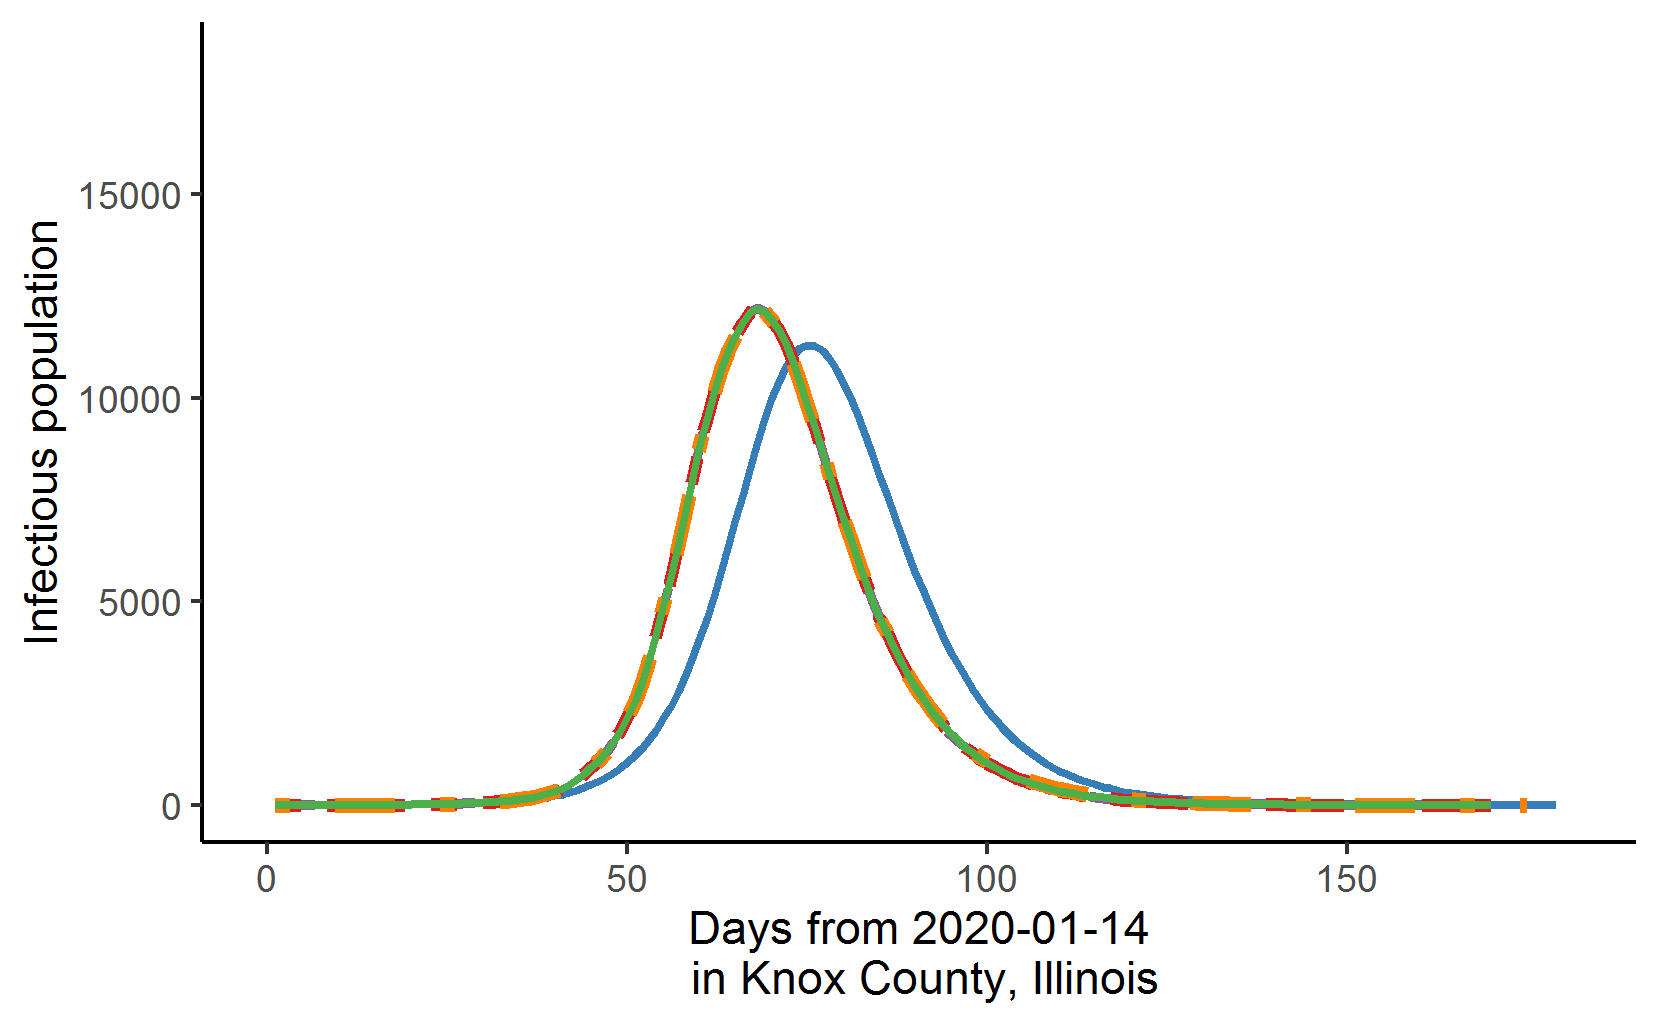 Infectious population
15000
10000
5000
0
0 50 100 150
Days from 2020-01-14
in Knox County, Illinois